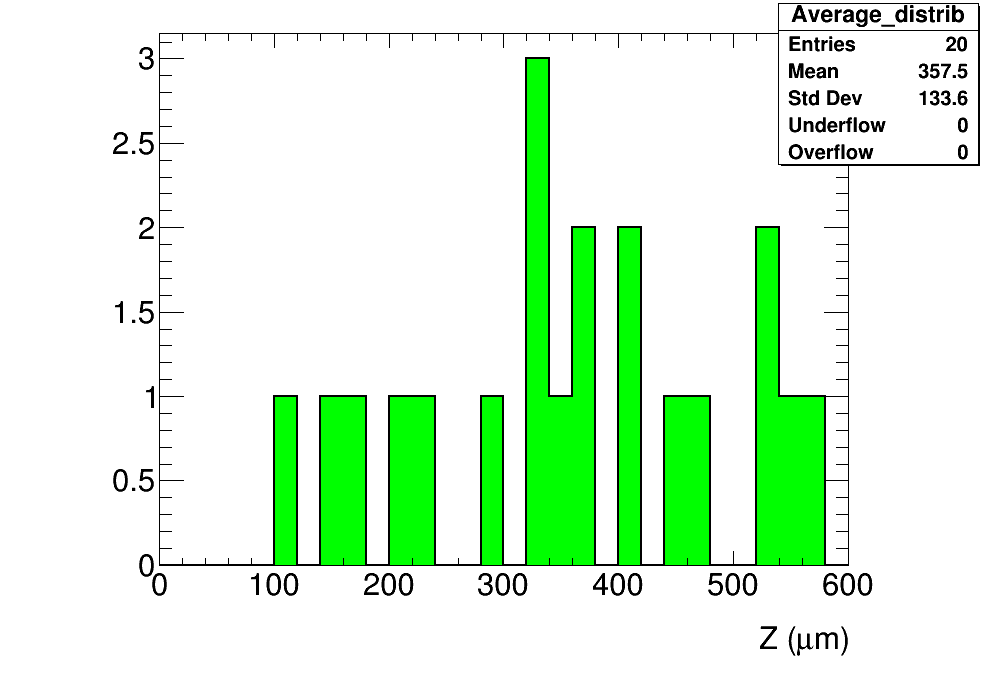 Average_distrib
Entries 20
Mean 357.5
Std Dev 133.6
Underflow 0
Overflow 0
3
2.5
2
1.5
1
0.5
0
0 100 200 300 400 500 600
Z (μm)